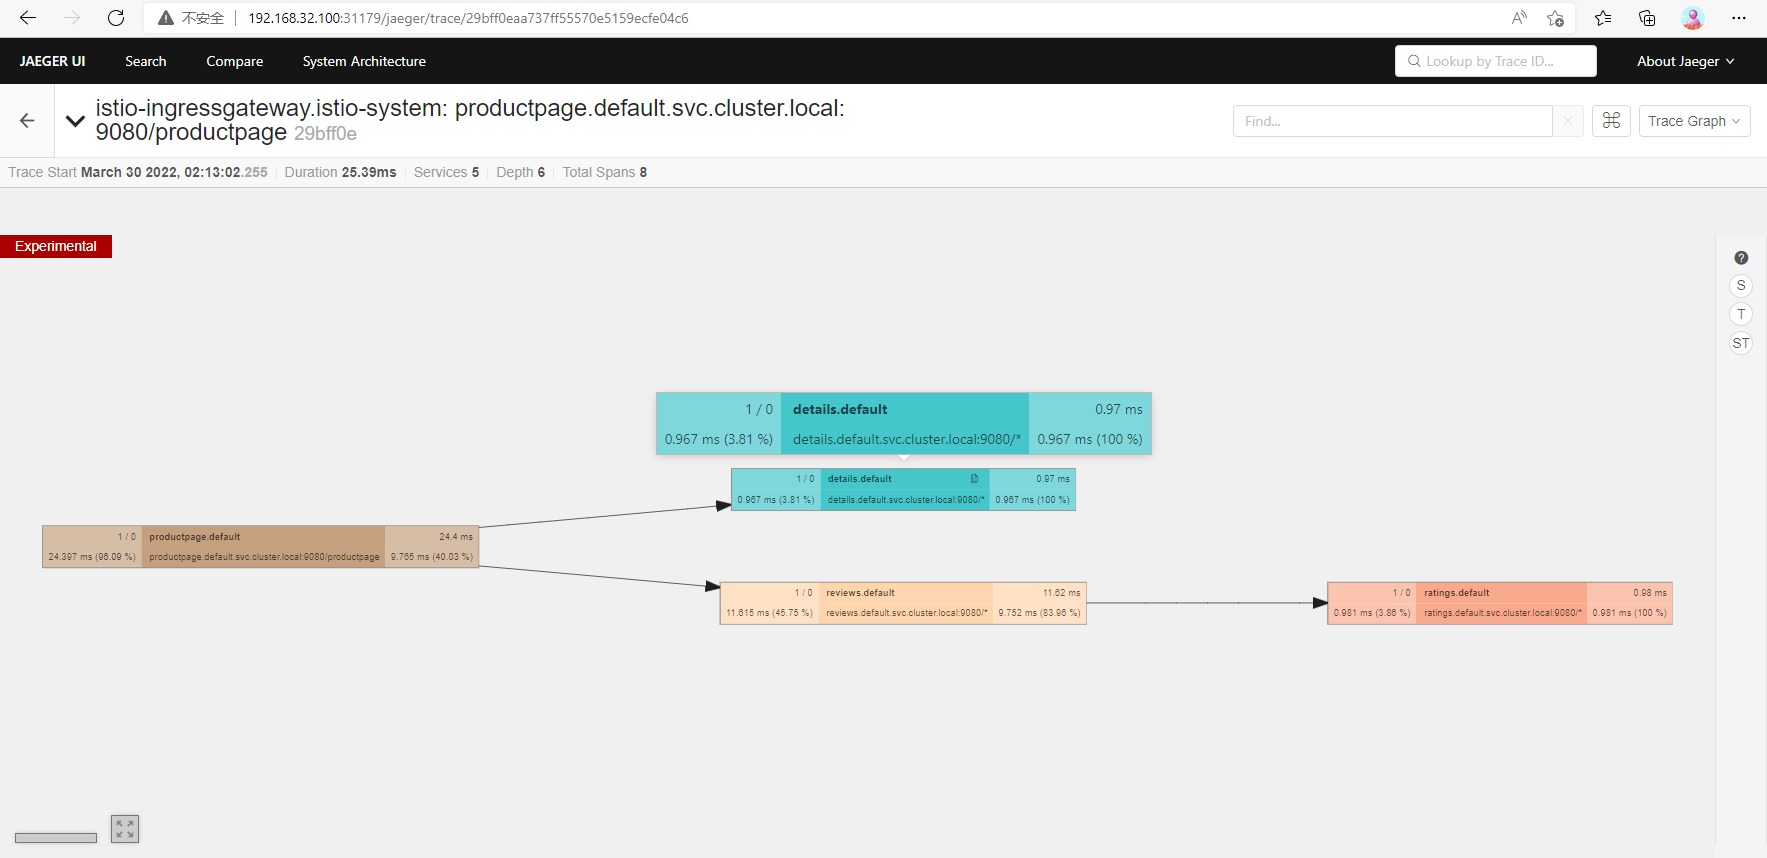 不安全
192.168.32.100:31179/jaeger/trace/29bff0eaa737ff55570e5159ecfe04c6
JAEGER UI Search Compare System Architecture Lookup by Trace ID... About Jaeger
istio-ingressgateway.istio-system: productpage.default.svc.cluster.local:
9080/productpage 29bff0e
Find... Trace Graph
Trace Start March 30 2022, 02:13:02.255 Duration 25.39ms Services 5 Depth 6 Total Spans 8
Experimental
?
S
T
ST
1 / 0 details.default 0.97 ms
0.967 ms (3.81 %) details.default.svc.cluster.local:9080/* 0.967 ms (100 %)
1 / 0 details.default 0.97 ms
0.967 ms (3.81 %) details.default.svc.cluster.local:9080/* 0.967 ms (100 %)
1 / 0 productpage.default 24.4 ms
24.397 ms (96.09 %) productpage.default.svc.cluster.local:9080/productpage 9.765 ms (40.03 %)
1 / 0 reviews.default 11.62 ms
11.615 ms (45.75 %) reviews.default.svc.cluster.local:9080/* 9.752 ms (83.96 %)
1 / 0 ratings.default 0.98 ms
0.981 ms (3.86 %) ratings.default.svc.cluster.local:9080/* 0.981 ms (100 %)